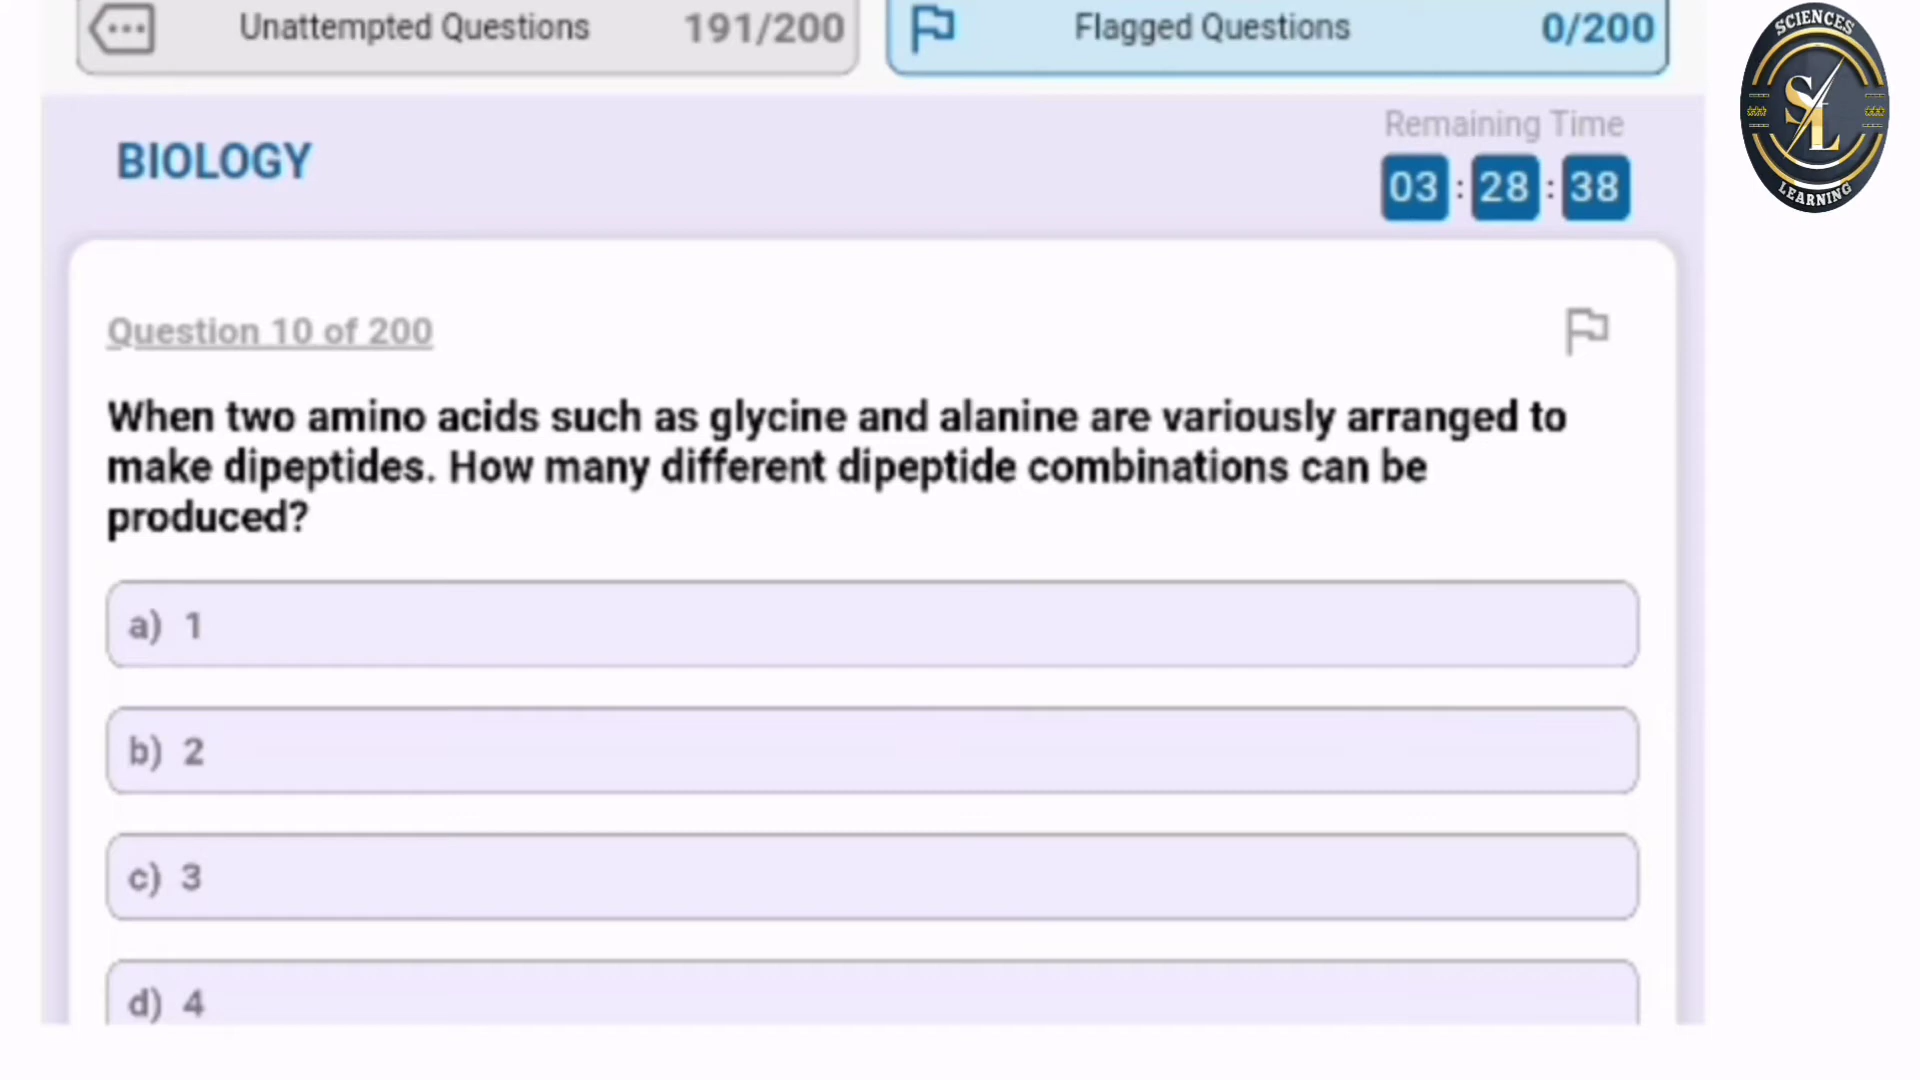 Unattempted Questions 191/200
Flagged Questions 0/200
SCIENCES
SL
LEARNING
BIOLOGY
Remaining Time
03 : 28 : 38
Question 10 of 200
When two amino acids such as glycine and alanine are variously arranged to
make dipeptides. How many different dipeptide combinations can be
produced?
a) 1
b) 2
c) 3
d) 4